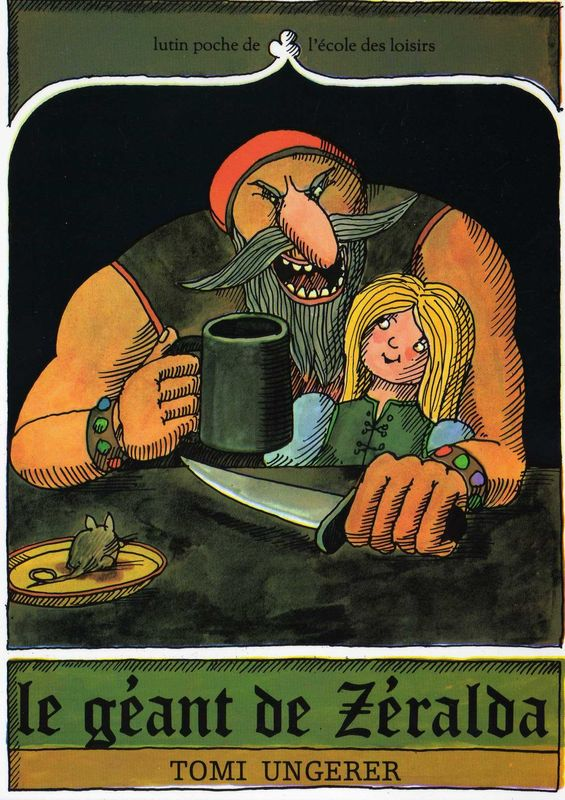 lutin poche de l'école des loisirs
le géant de Zéralda
TOMI UNGERER